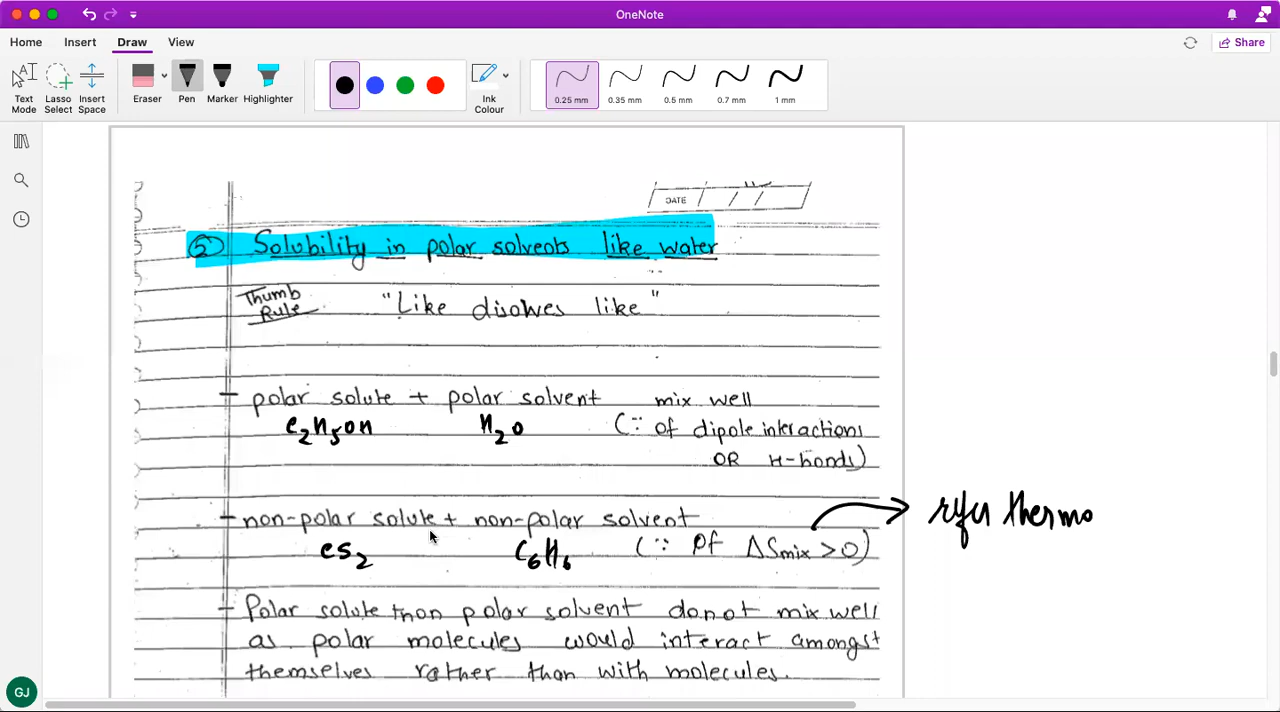 OneNote
Home Insert Draw View
Share
Text Mode
Lasso Select
Insert Space
Eraser
Pen
Marker
Highlighter
Ink Colour
0.25 mm
0.35 mm
0.5 mm
0.7 mm
1 mm
DATE
⑤ Solubility in polar solvents like water
Thumb Rule "Like disolves like"
- polar solute + polar solvent mix well
C2H5OH H2O (∵ of dipole interactions
OR H-bonds)
- non-polar solute + non-polar solvent
CS2 C6H6 (∵ of ΔSmix > 0) → refer thermo
- Polar solute + non polar solvent donot mix well
as polar molecules would interact amongst
themselves rather than with molecules.
GJ